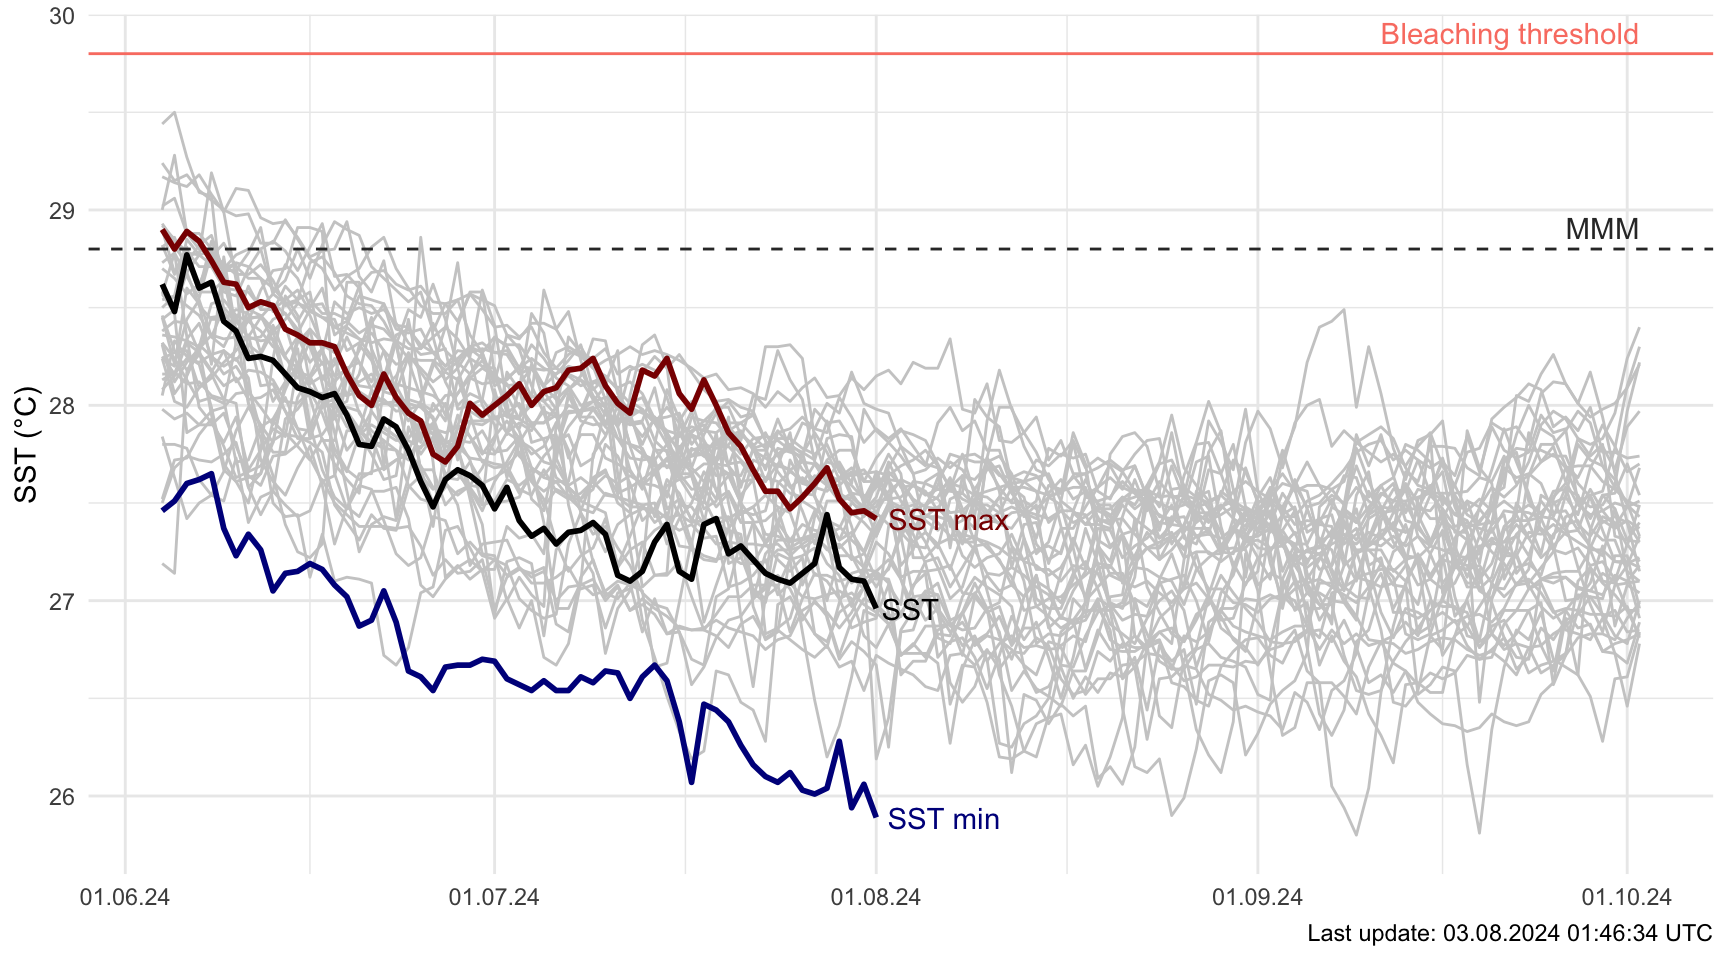 30
Bleaching threshold
29
MMM
28
SST (°C)
SST max
27
SST
26
SST min
01.06.24 01.07.24 01.08.24 01.09.24 01.10.24
Last update: 03.08.2024 01:46:34 UTC